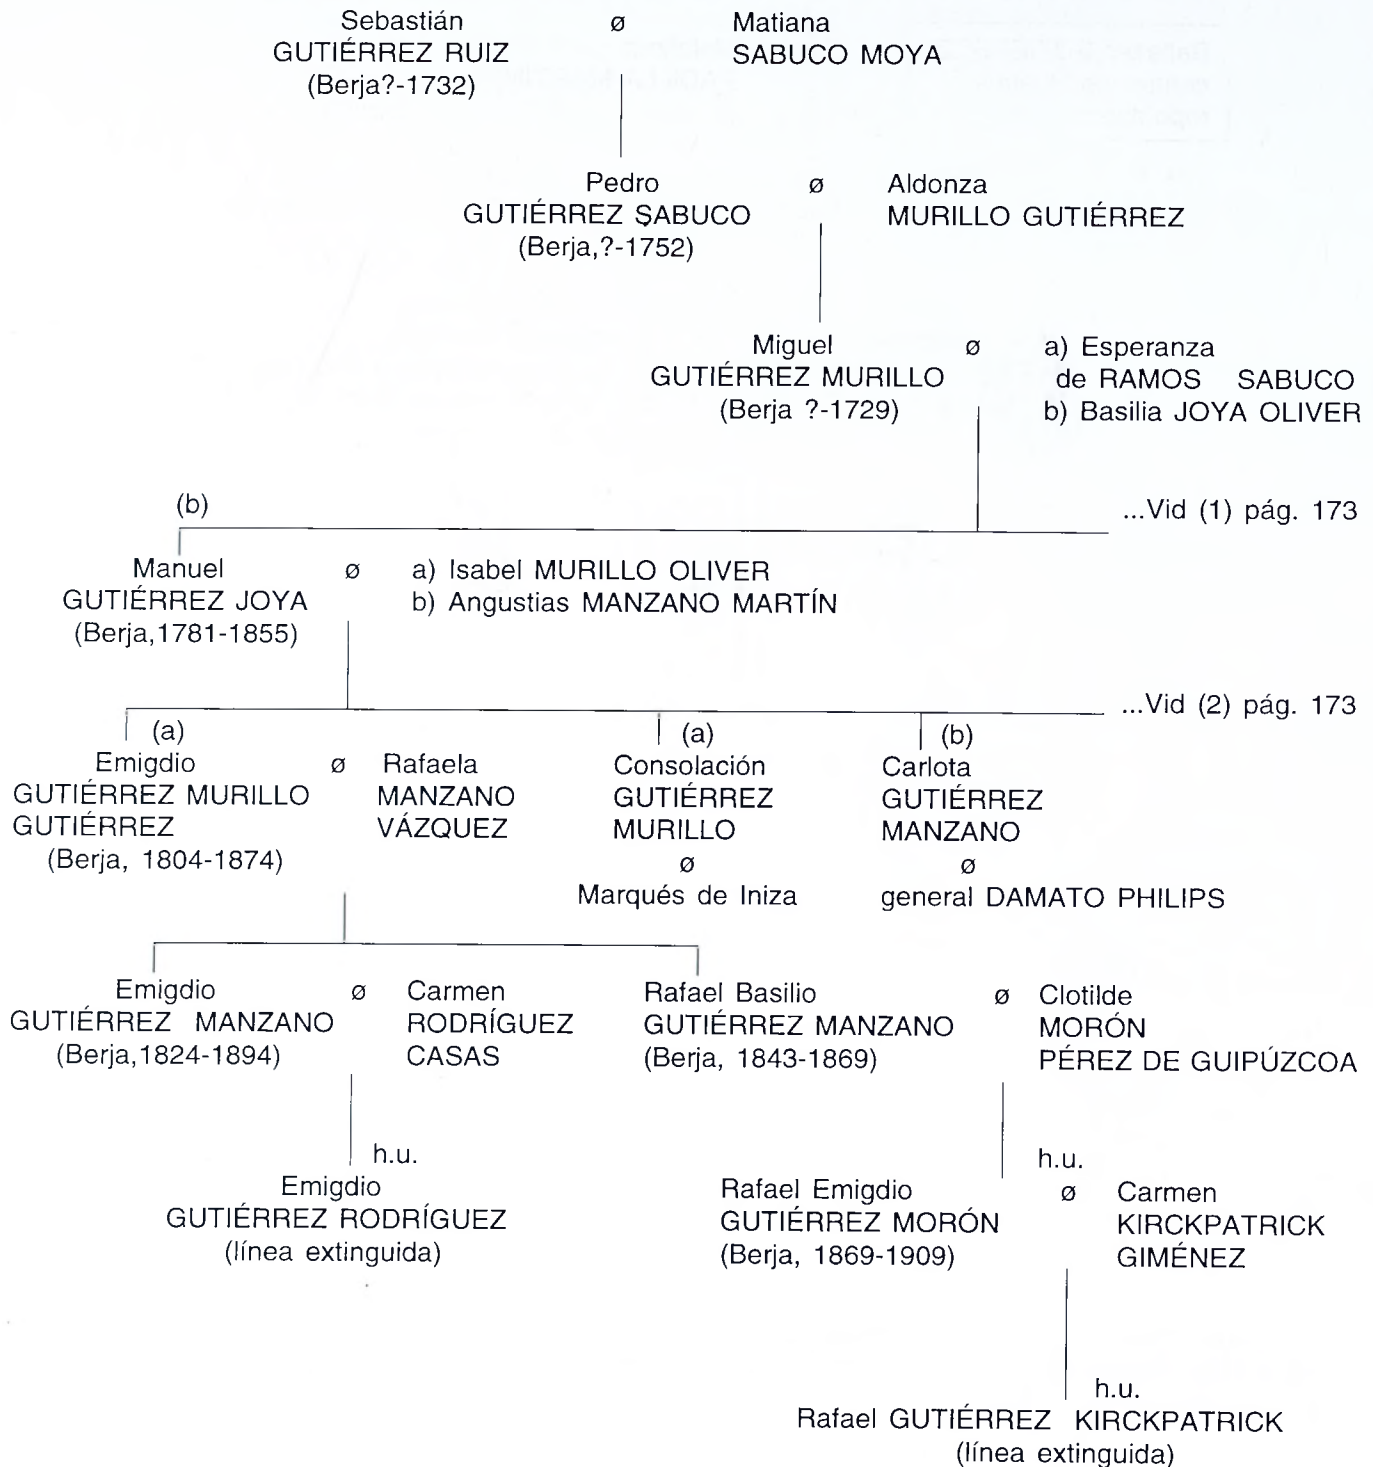 Sebastián ø Matiana
GUTIÉRREZ RUIZ SABUCO MOYA
(Berja?-1732)
Pedro ø Aldonza
GUTIÉRREZ SABUCO MURILLO GUTIÉRREZ
(Berja,?-1752)
Miguel ø a) Esperanza
GUTIÉRREZ MURILLO de RAMOS SABUCO
(Berja ?-1729) b) Basilia JOYA OLIVER
(b) ...Vid (1) pág. 173
Manuel ø a) Isabel MURILLO OLIVER
GUTIÉRREZ JOYA b) Angustias MANZANO MARTÍN
(Berja,1781-1855)
...Vid (2) pág. 173
(a) (a) (b)
Emigdio ø Rafaela Consolación Carlota
GUTIÉRREZ MURILLO MANZANO GUTIÉRREZ GUTIÉRREZ
GUTIÉRREZ VÁZQUEZ MURILLO MANZANO
(Berja, 1804-1874) ø ø
Marqués de Iniza general DAMATO PHILIPS
Emigdio ø Carmen Rafael Basilio ø Clotilde
GUTIÉRREZ MANZANO RODRÍGUEZ GUTIÉRREZ MANZANO MORÓN
(Berja,1824-1894) CASAS (Berja, 1843-1869) PÉREZ DE GUIPÚZCOA
h.u. h.u.
Emigdio Rafael Emigdio ø Carmen
GUTIÉRREZ RODRÍGUEZ GUTIÉRREZ MORÓN KIRCKPATRICK
(línea extinguida) (Berja, 1869-1909) GIMÉNEZ
h.u.
Rafael GUTIÉRREZ KIRCKPATRICK
(línea extinguida)